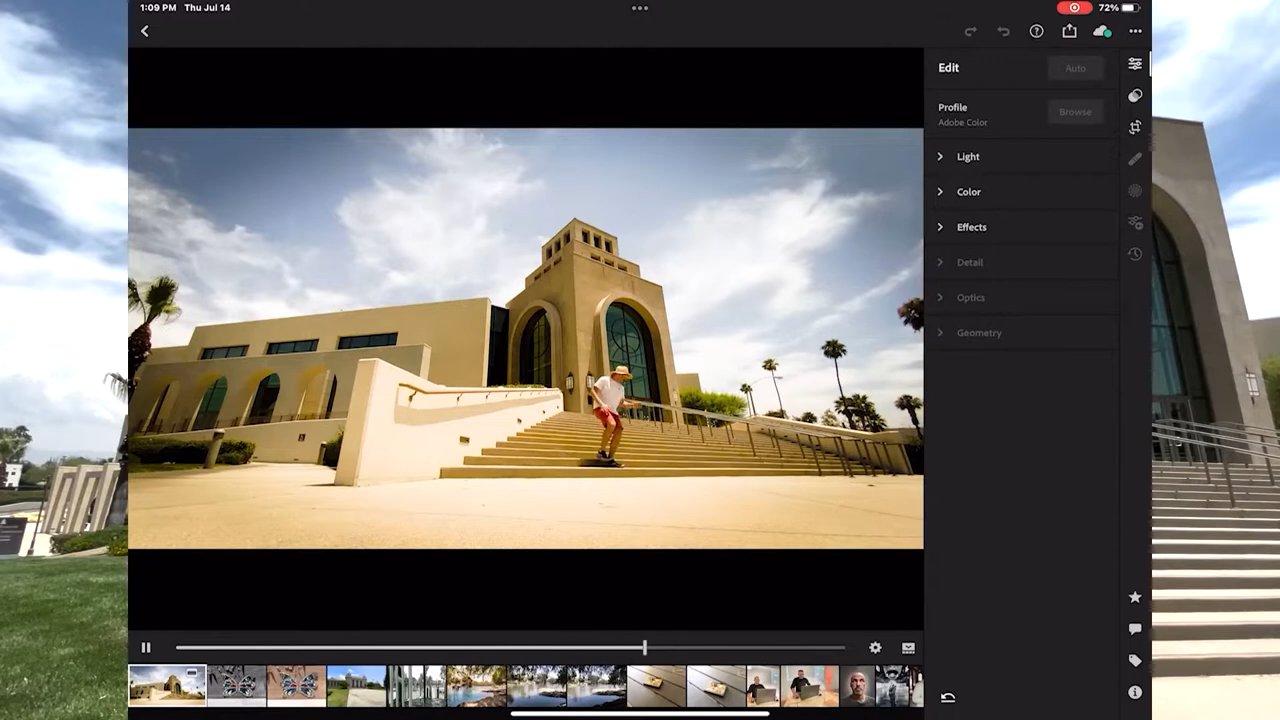 1:09 PM Thu Jul 14
72%
Edit
Auto
Profile
Adobe Color
Browse
Light
Color
Effects
Detail
Optics
Geometry